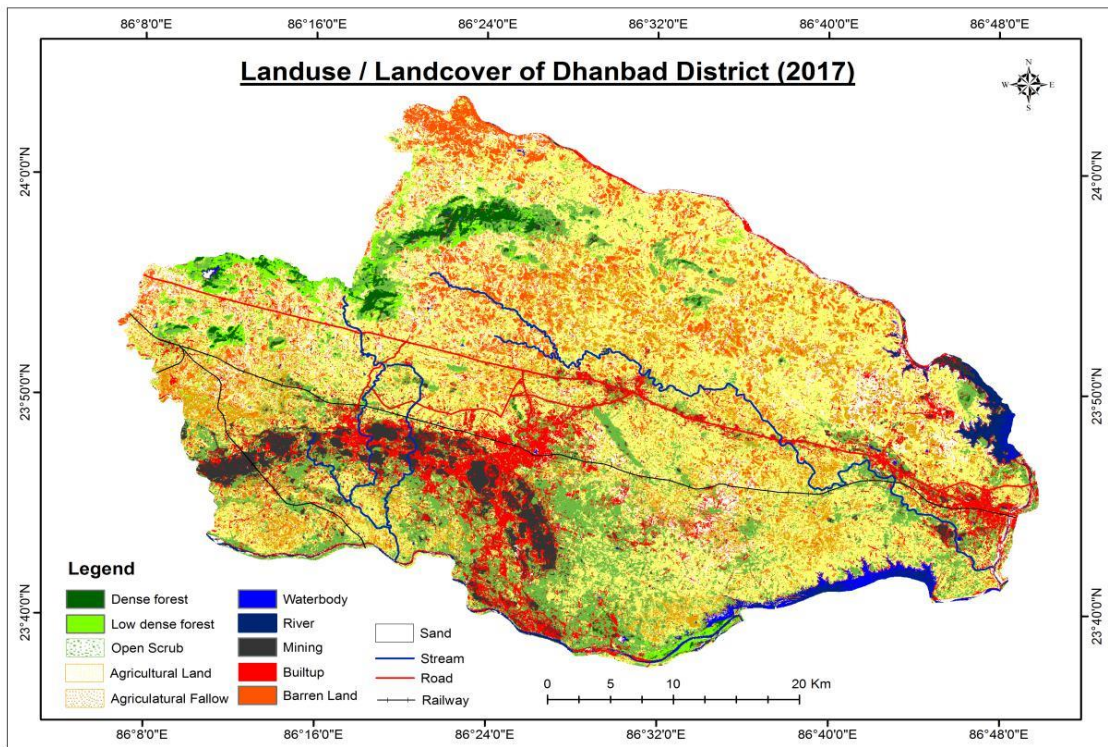 86°8'0"E 86°16'0"E 86°24'0"E 86°32'0"E 86°40'0"E 86°48'0"E
Landuse / Landcover of Dhanbad District (2017)
N
W E
S
24°0'0"N 24°0'0"N
23°50'0"N 23°50'0"N
23°40'0"N 23°40'0"N
Legend
Dense forest
Low dense forest
Open Scrub
Agricultural Land
Agriculatural Fallow
Waterbody
River
Mining
Builtup
Barren Land
Sand
Stream
Road
Railway
0 5 10 20 Km
86°8'0"E 86°16'0"E 86°24'0"E 86°32'0"E 86°40'0"E 86°48'0"E